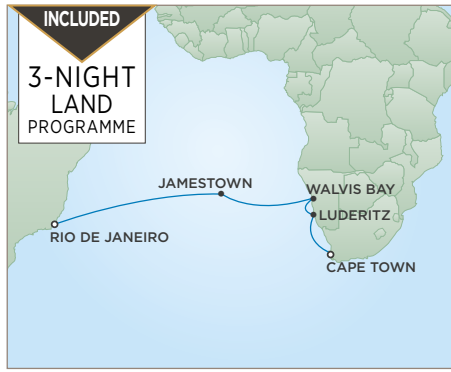 INCLUDED
3-NIGHT
LAND
PROGRAMME
JAMESTOWN
WALVIS BAY
LUDERITZ
RIO DE JANEIRO
CAPE TOWN